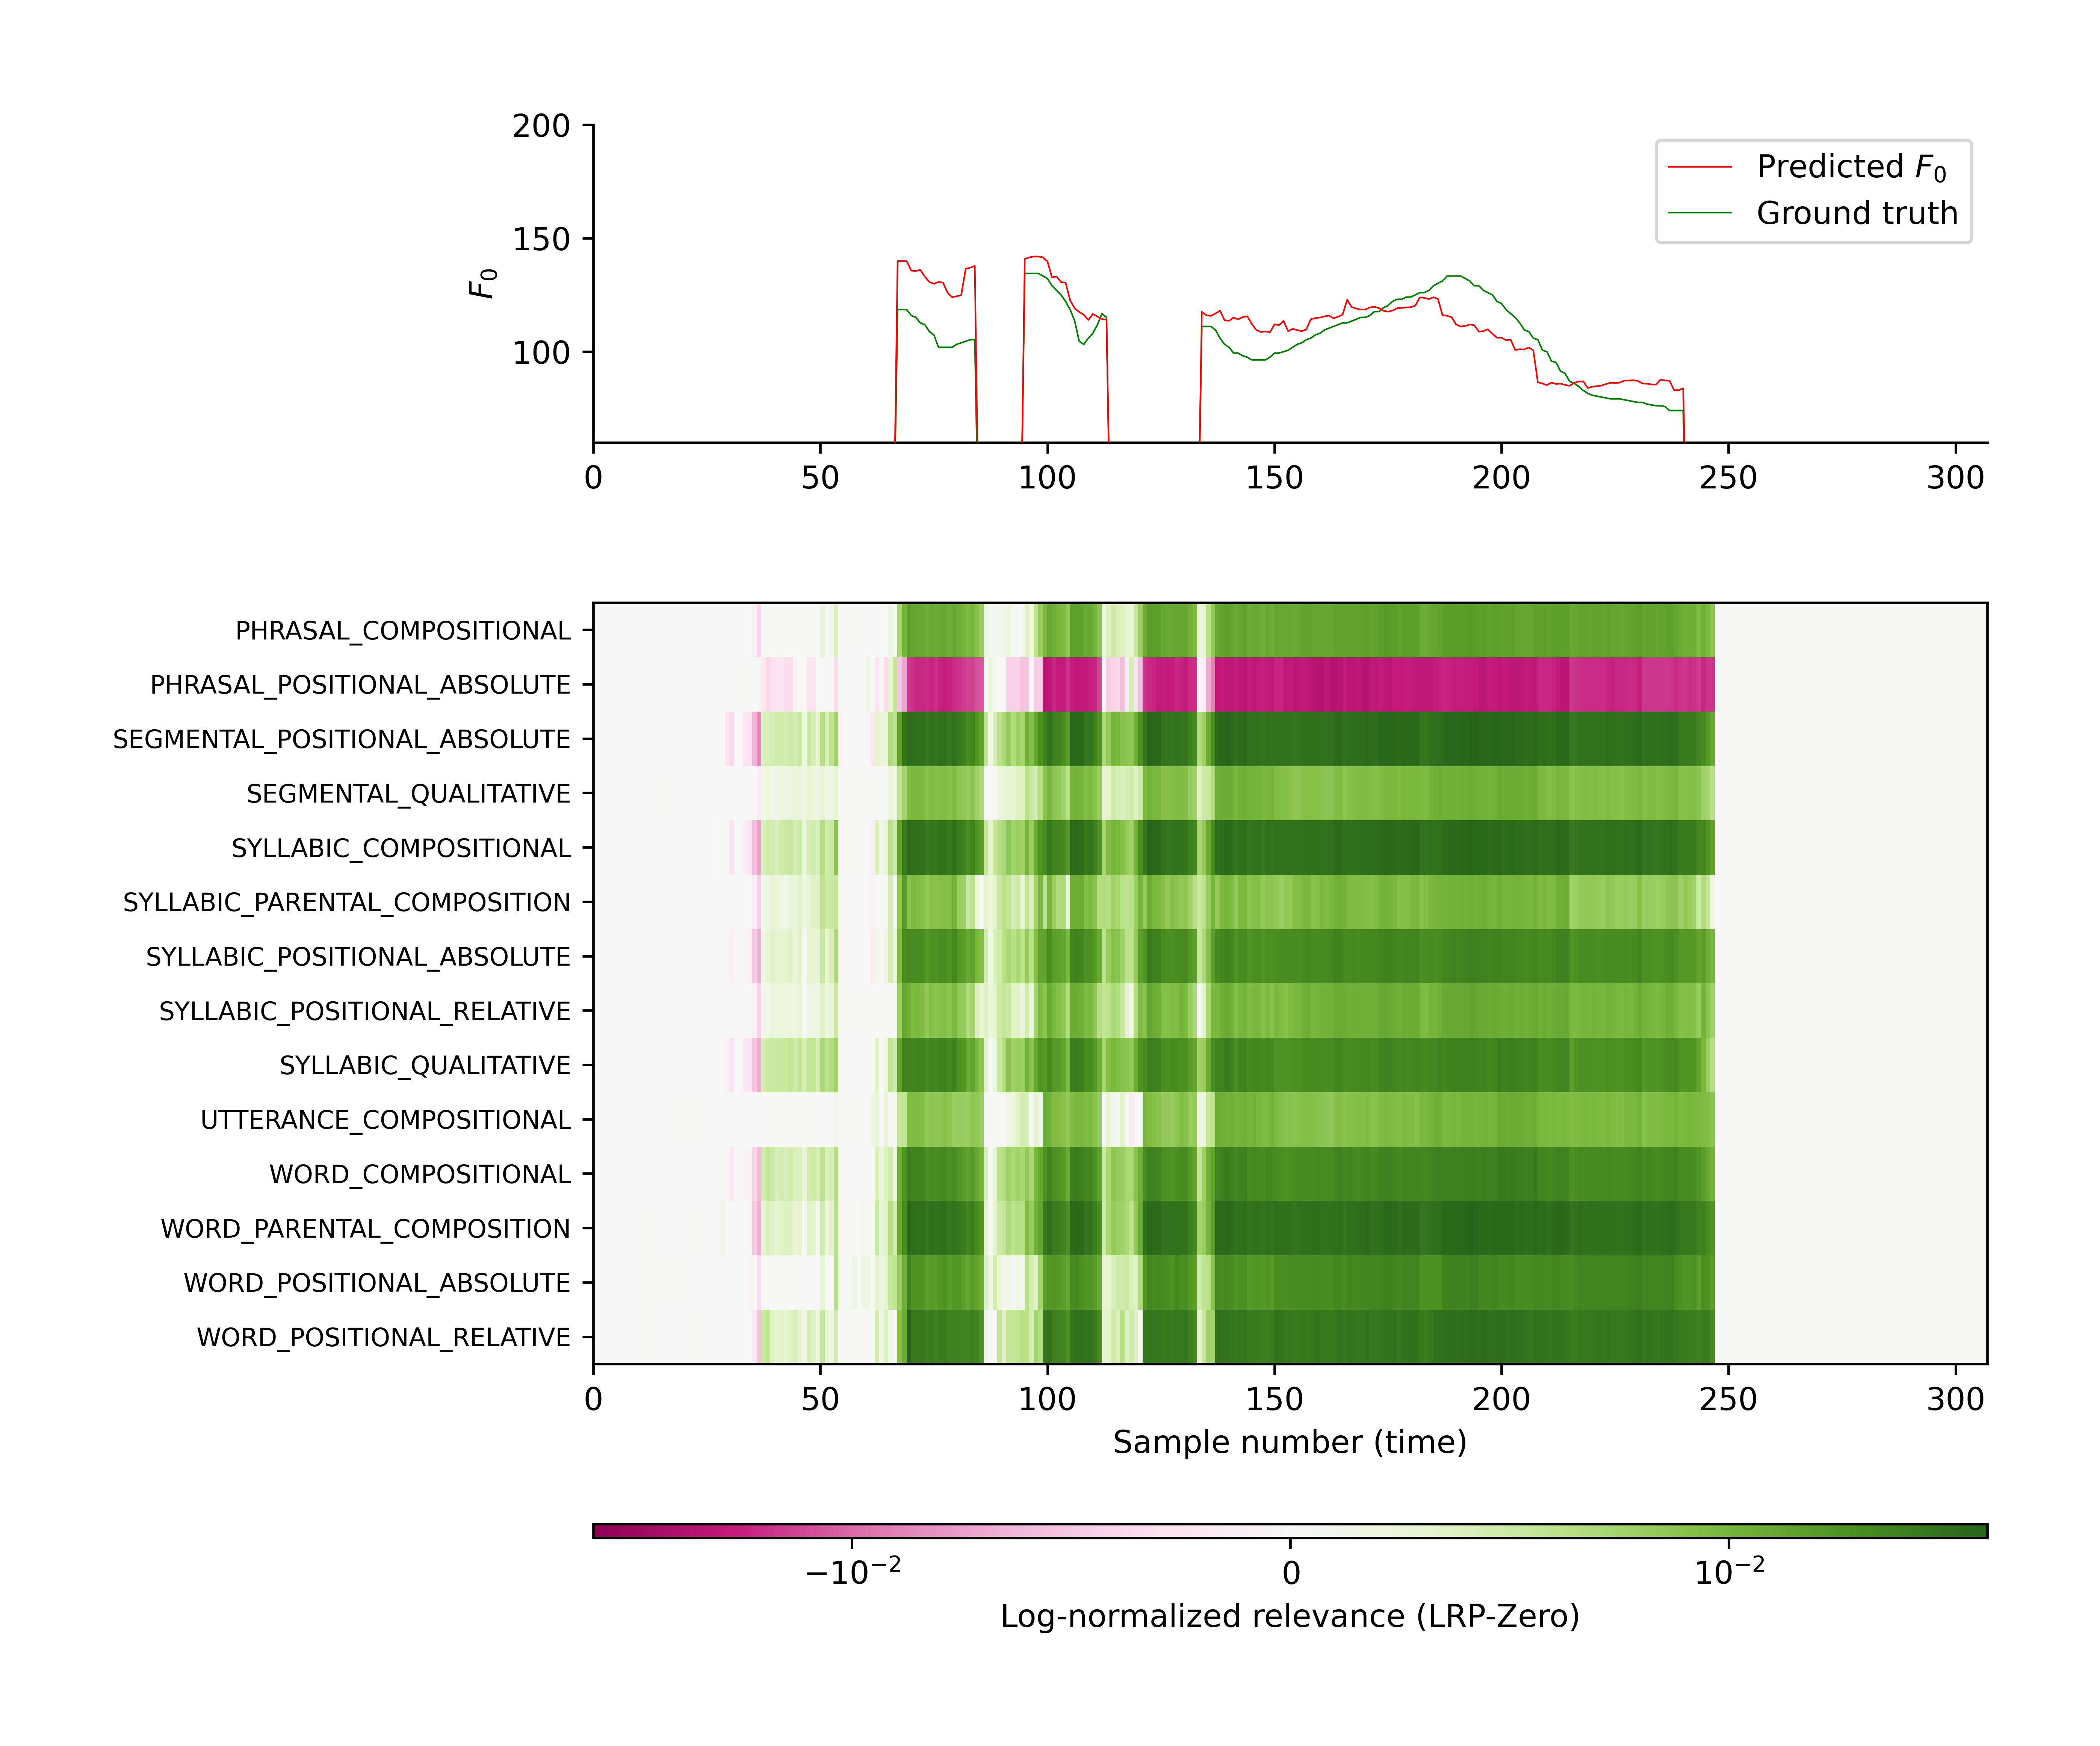 200
150
100
F₀
Predicted F₀
Ground truth
0 50 100 150 200 250 300
PHRASAL_COMPOSITIONAL
PHRASAL_POSITIONAL_ABSOLUTE
SEGMENTAL_POSITIONAL_ABSOLUTE
SEGMENTAL_QUALITATIVE
SYLLABIC_COMPOSITIONAL
SYLLABIC_PARENTAL_COMPOSITION
SYLLABIC_POSITIONAL_ABSOLUTE
SYLLABIC_POSITIONAL_RELATIVE
SYLLABIC_QUALITATIVE
UTTERANCE_COMPOSITIONAL
WORD_COMPOSITIONAL
WORD_PARENTAL_COMPOSITION
WORD_POSITIONAL_ABSOLUTE
WORD_POSITIONAL_RELATIVE
0 50 100 150 200 250 300
Sample number (time)
−10⁻² 0 10⁻²
Log-normalized relevance (LRP-Zero)